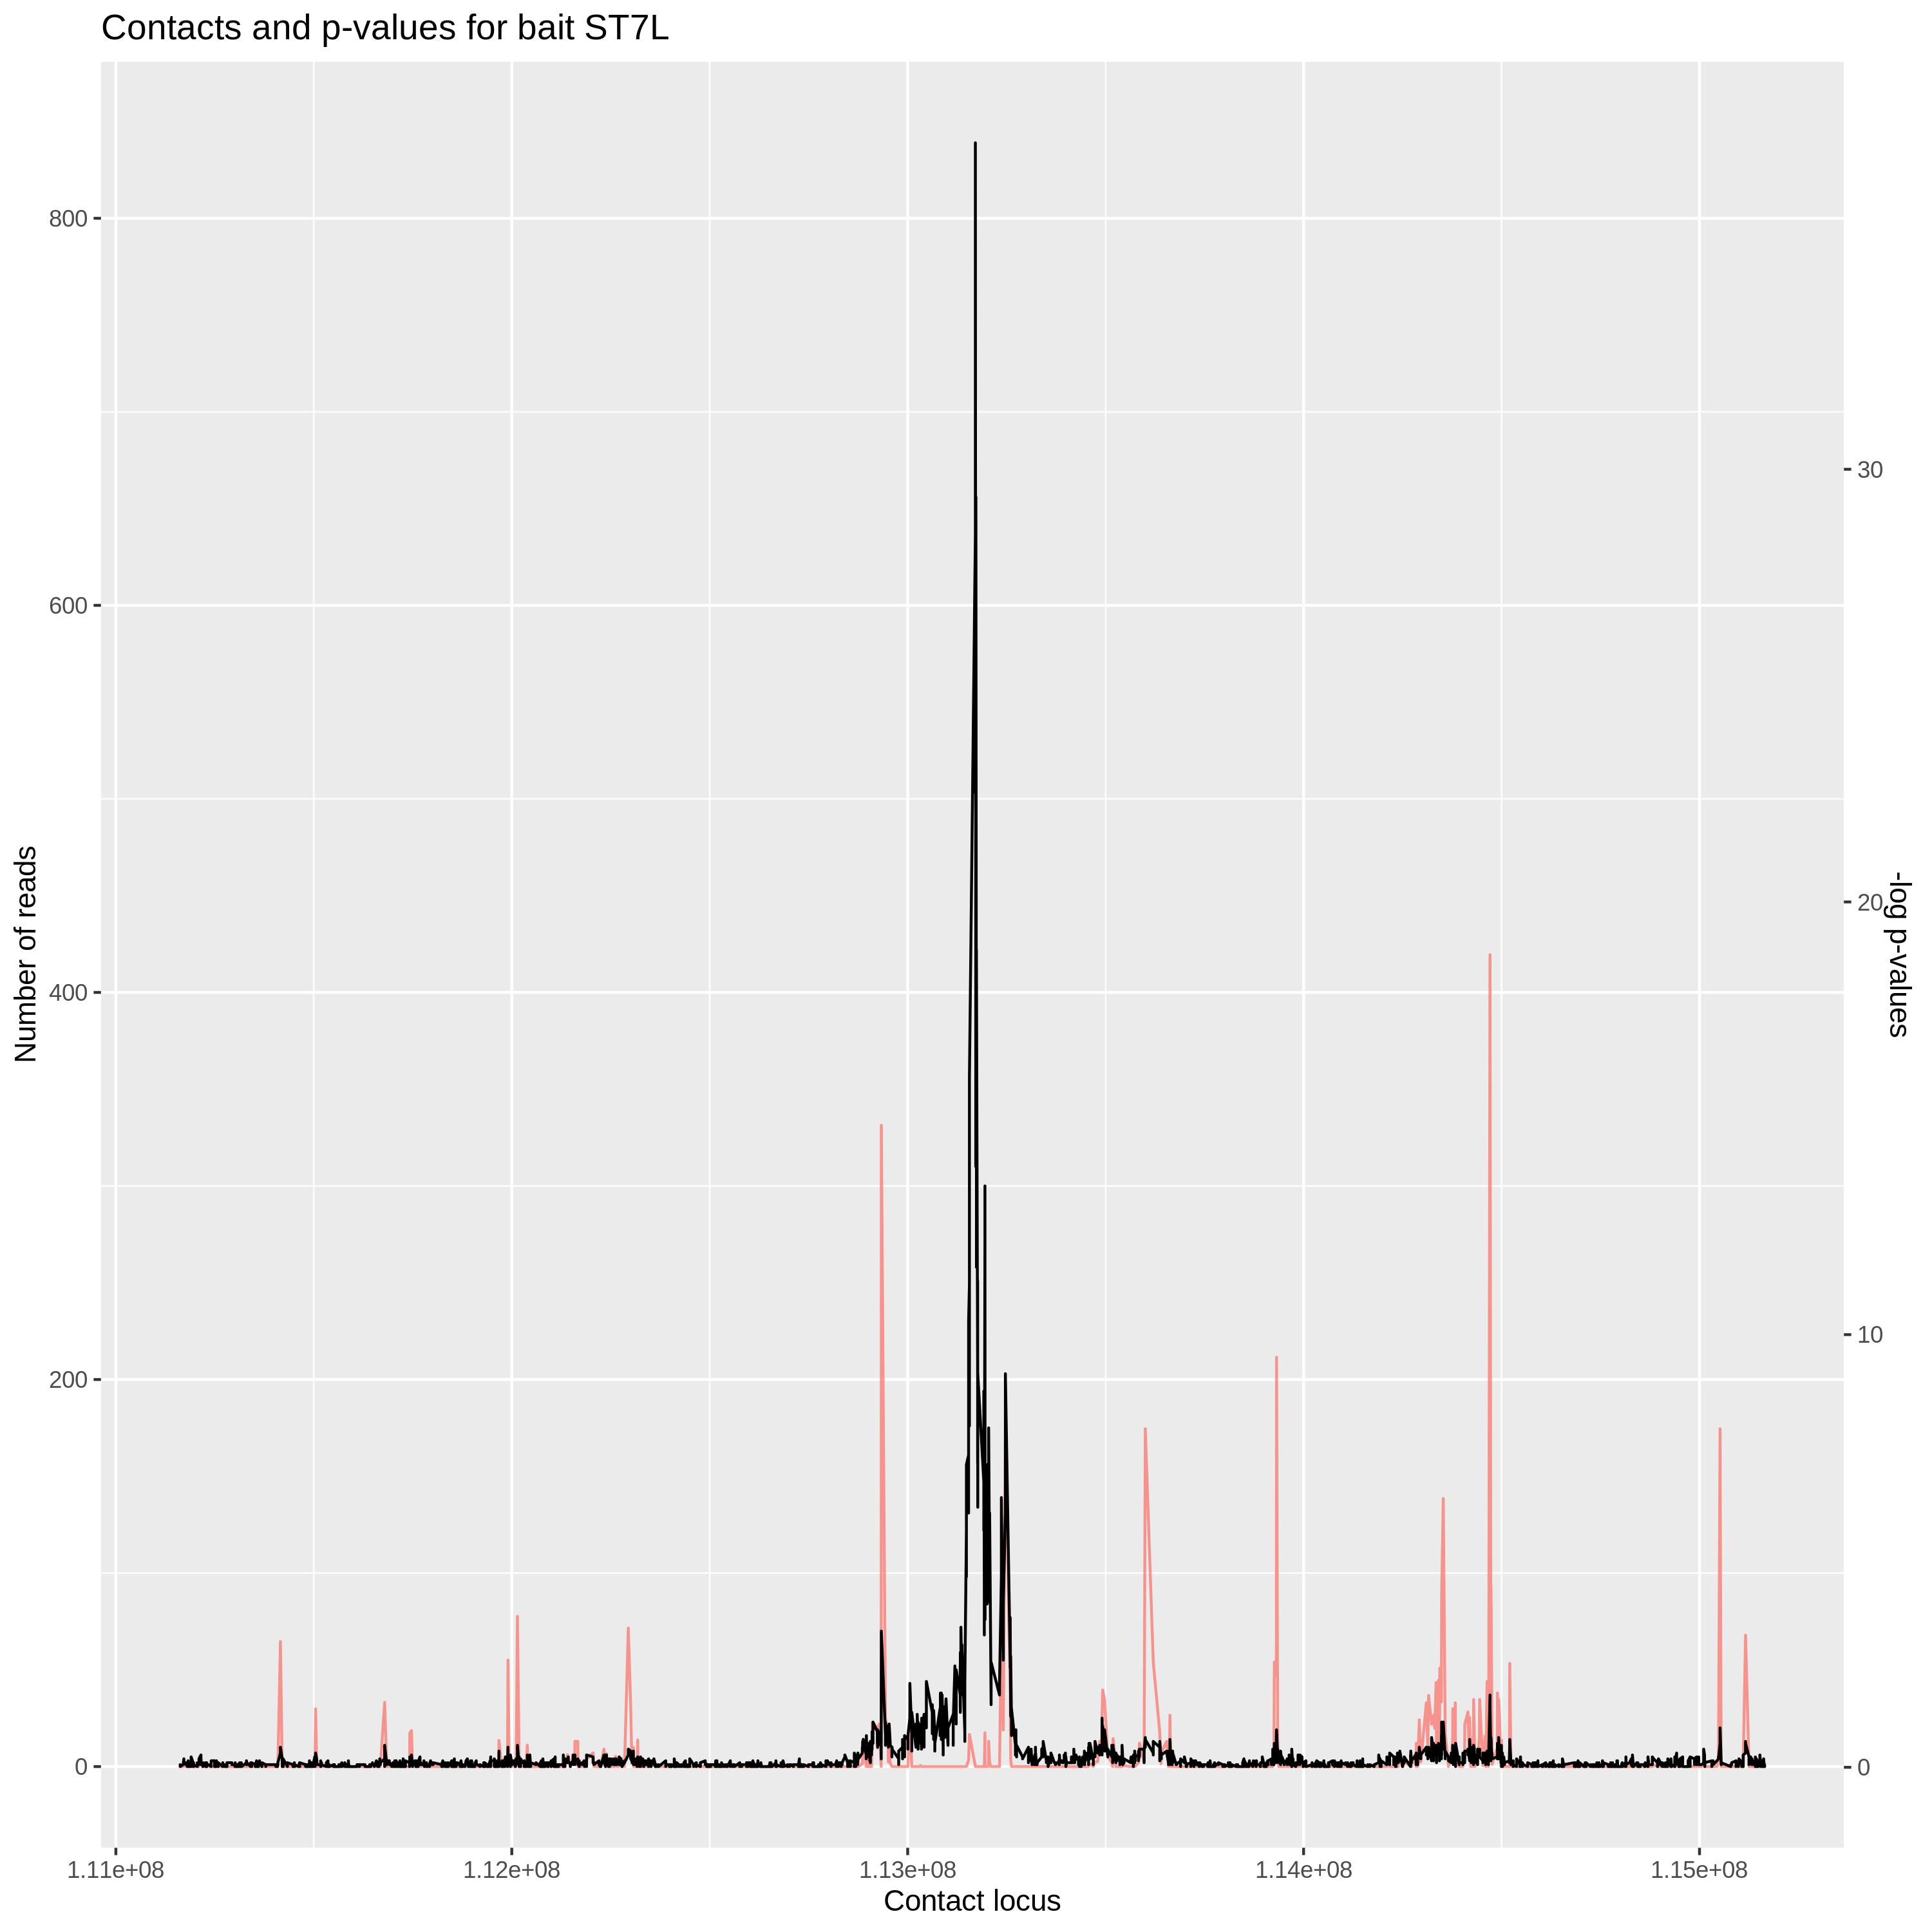 Contacts and p-values for bait ST7L
800
600
400
200
0
Number of reads
30
20
10
0
-log p-values
1.11e+08
1.12e+08
1.13e+08
1.14e+08
1.15e+08
Contact locus